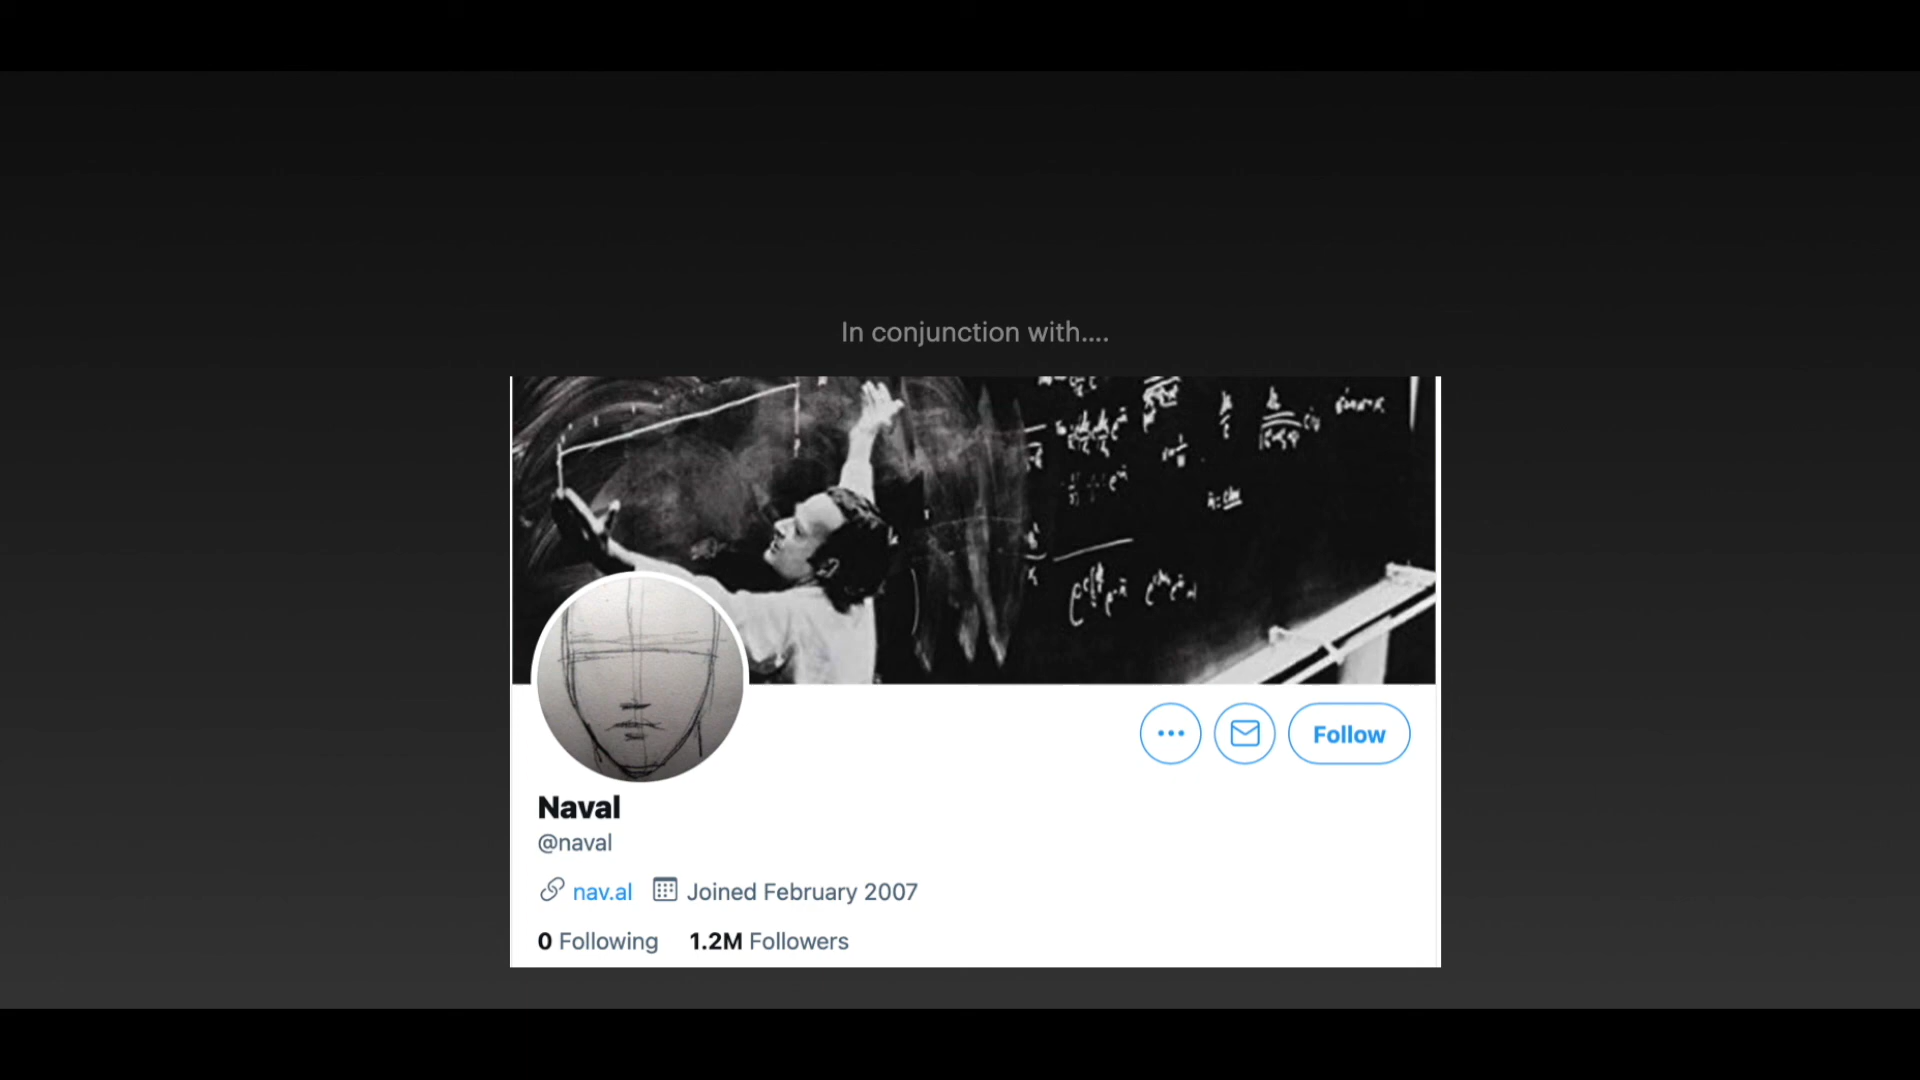 In conjunction with....
Follow
Naval
@naval
nav.al Joined February 2007
0 Following 1.2M Followers